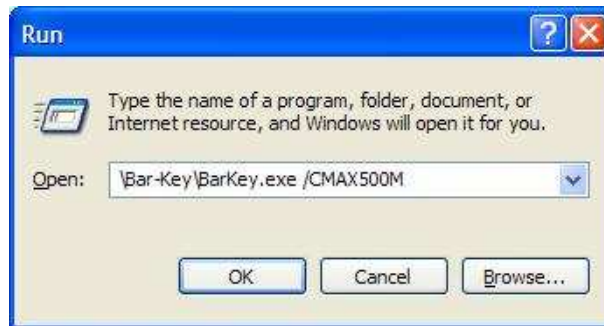 Run
Type the name of a program, folder, document, or
Internet resource, and Windows will open it for you.
Open: \Bar-Key\BarKey.exe /CMAX500M
OK Cancel Browse...